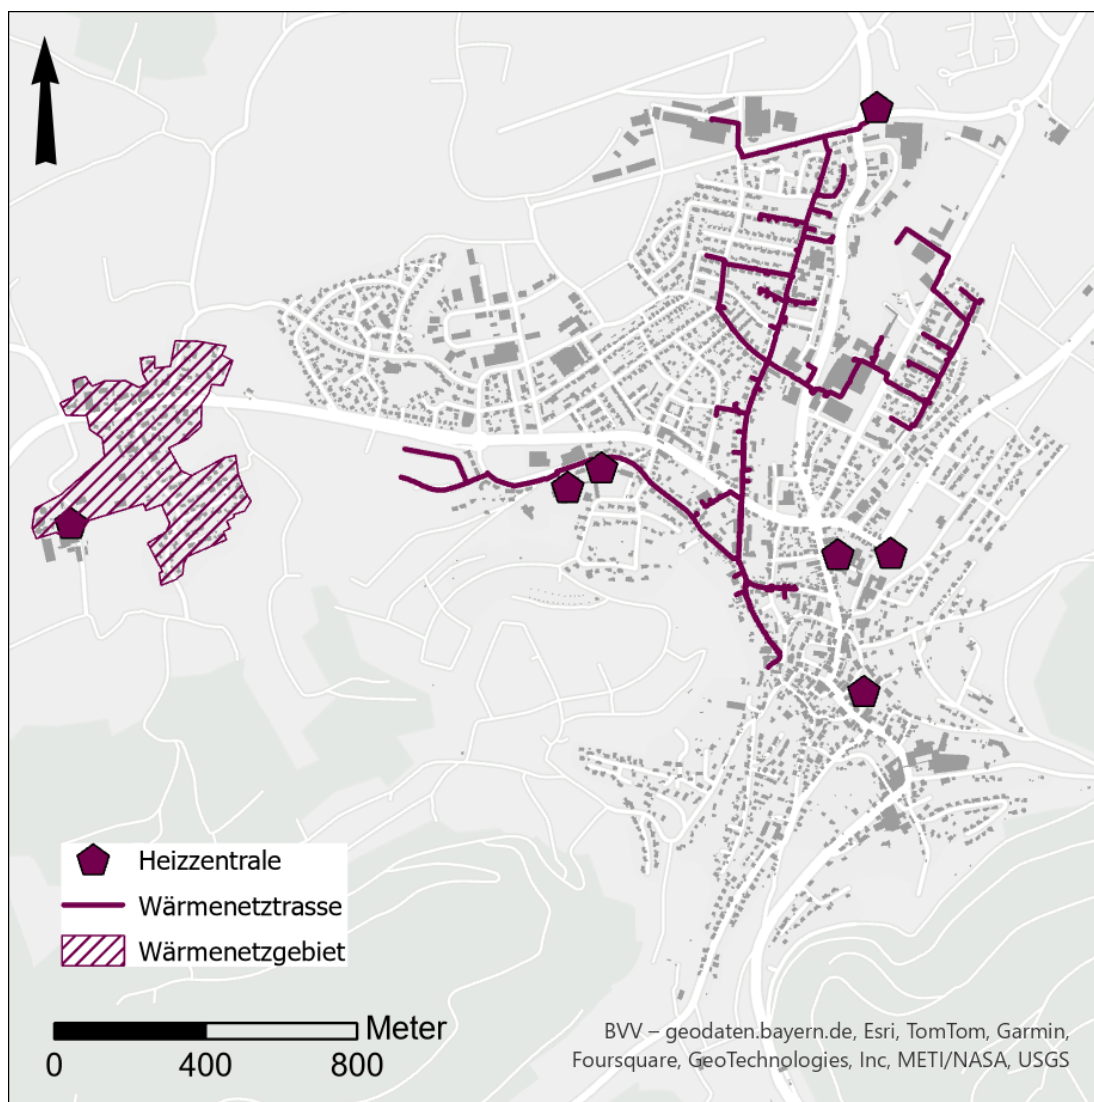 Heizzentrale
Wärmenetztrasse
Wärmenetzgebiet
Meter
0 400 800
BVV – geodaten.bayern.de, Esri, TomTom, Garmin,
Foursquare, GeoTechnologies, Inc, METI/NASA, USGS